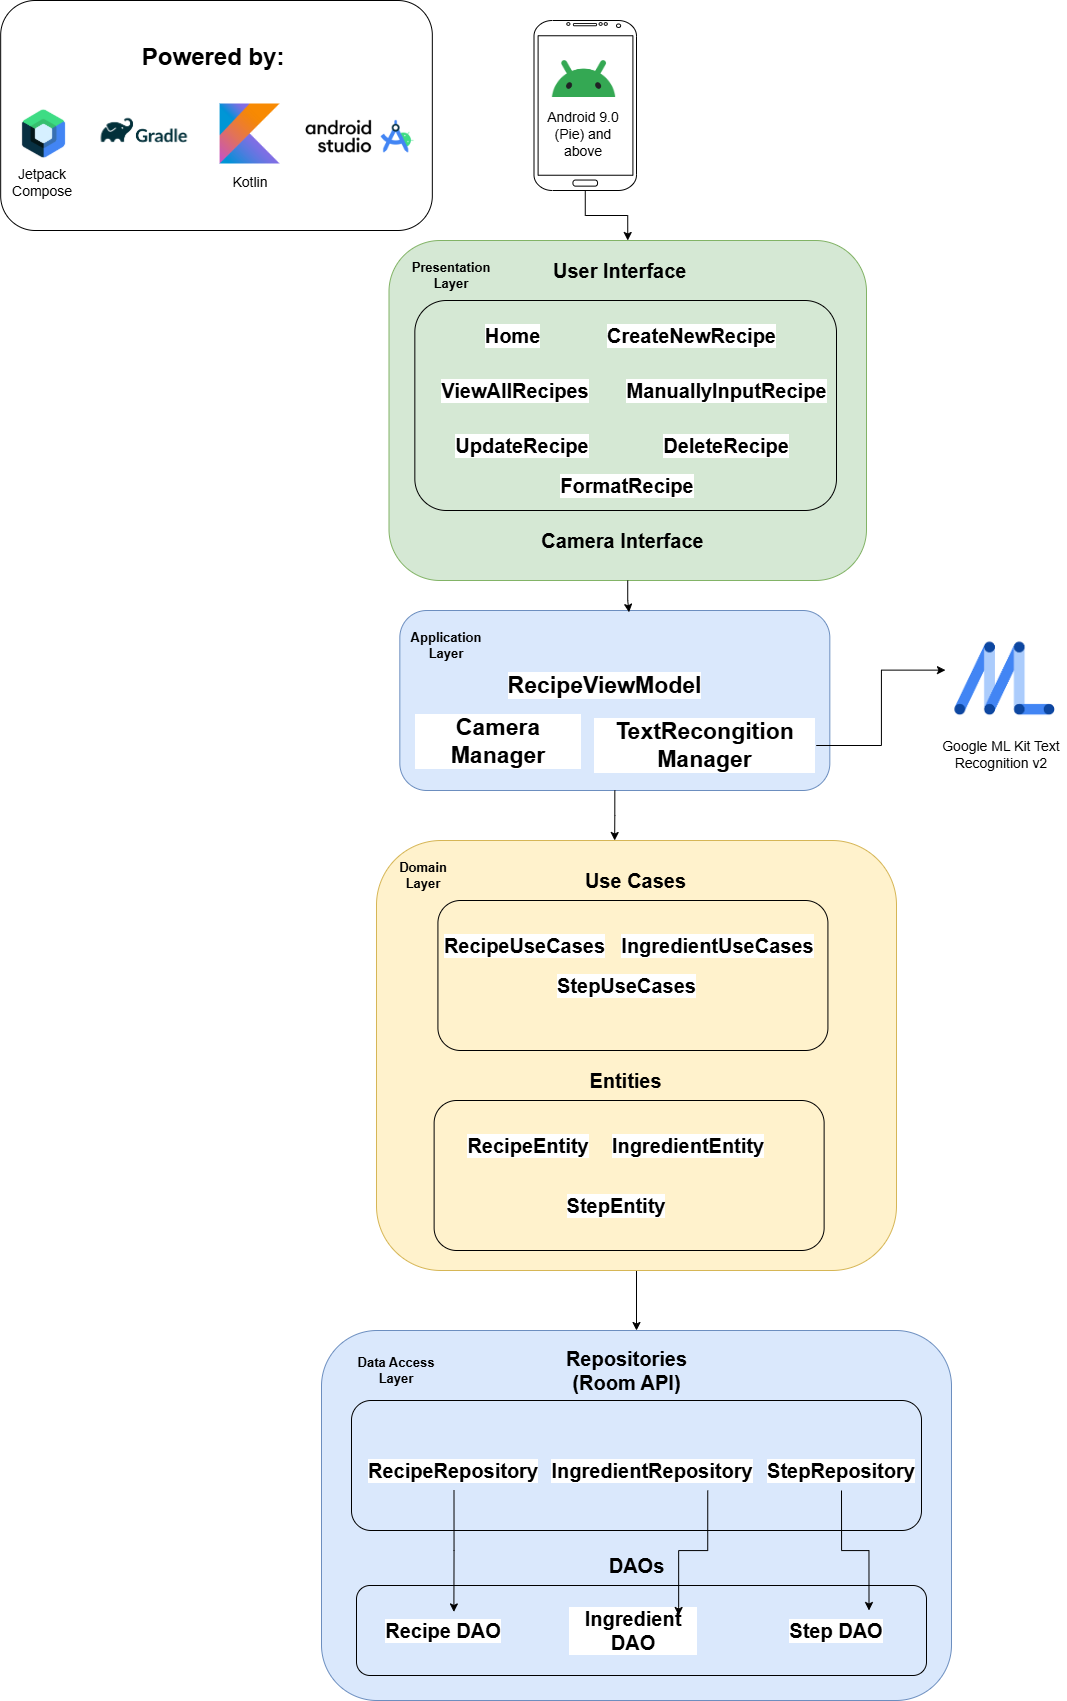 Powered by:
Jetpack
Compose
Gradle
Kotlin
android
studio
Android 9.0
(Pie) and
above
Presentation
Layer
User Interface
Home
CreateNewRecipe
ViewAllRecipes
ManuallyInputRecipe
UpdateRecipe
DeleteRecipe
FormatRecipe
Camera Interface
Application
Layer
RecipeViewModel
Camera
Manager
TextRecongition
Manager
Google ML Kit Text
Recognition v2
Domain
Layer
Use Cases
RecipeUseCases
IngredientUseCases
StepUseCases
Entities
RecipeEntity
IngredientEntity
StepEntity
Data Access
Layer
Repositories
(Room API)
RecipeRepository
IngredientRepository
StepRepository
DAOs
Recipe DAO
Ingredient
DAO
Step DAO